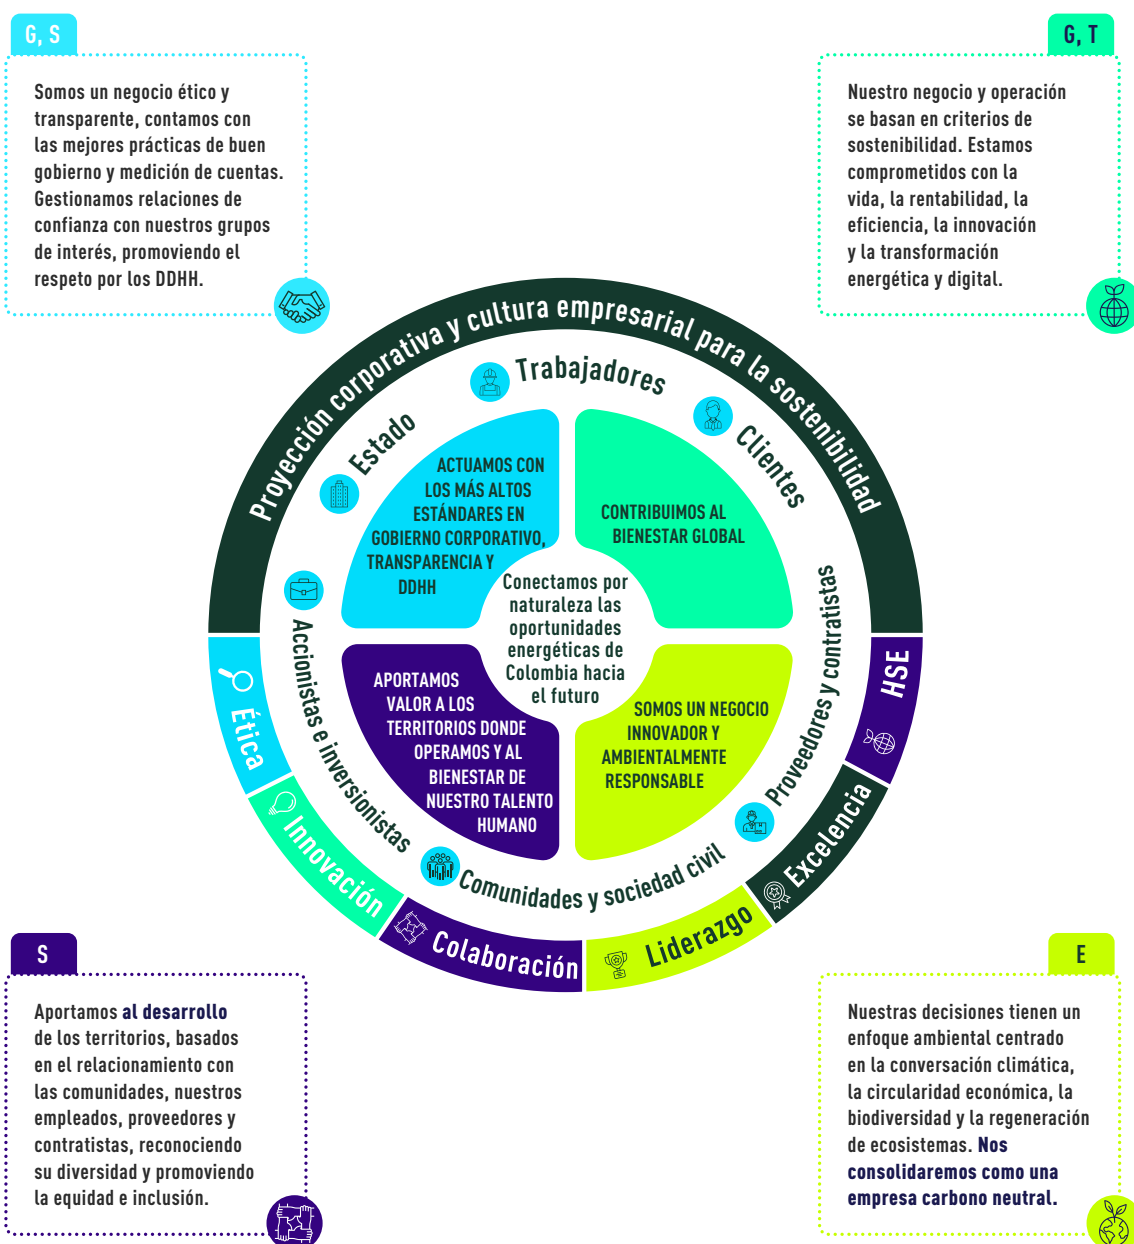 G, S
Somos un negocio ético y
transparente, contamos con
las mejores prácticas de buen
gobierno y medición de cuentas.
Gestionamos relaciones de
confianza con nuestros grupos
de interés, promoviendo el
respeto por los DDHH.
G, T
Nuestro negocio y operación
se basan en criterios de
sostenibilidad. Estamos
comprometidos con la
vida, la rentabilidad, la
eficiencia, la innovación
y la transformación
energética y digital.
Proyección corporativa y cultura empresarial para la sostenibilidad
Estado
Trabajadores
Clientes
Proveedores y contratistas
Comunidades y sociedad civil
Accionistas e inversionistas
ACTUAMOS CON
LOS MÁS ALTOS
ESTÁNDARES EN
GOBIERNO CORPORATIVO,
TRANSPARENCIA Y
DDHH
CONTRIBUIMOS AL
BIENESTAR GLOBAL
Conectamos por
naturaleza las
oportunidades
energéticas de
Colombia hacia
el futuro
APORTAMOS
VALOR A LOS
TERRITORIOS DONDE
OPERAMOS Y AL
BIENESTAR DE
NUESTRO TALENTO
HUMANO
SOMOS UN NEGOCIO
INNOVADOR Y
AMBIENTALMENTE
RESPONSABLE
Ética
Innovación
Colaboración
Liderazgo
Excelencia
HSE
S
Aportamos al desarrollo
de los territorios, basados
en el relacionamiento con
las comunidades, nuestros
empleados, proveedores y
contratistas, reconociendo
su diversidad y promoviendo
la equidad e inclusión.
E
Nuestras decisiones tienen un
enfoque ambiental centrado
en la conversación climática,
la circularidad económica, la
biodiversidad y la regeneración
de ecosistemas. Nos
consolidaremos como una
empresa carbono neutral.